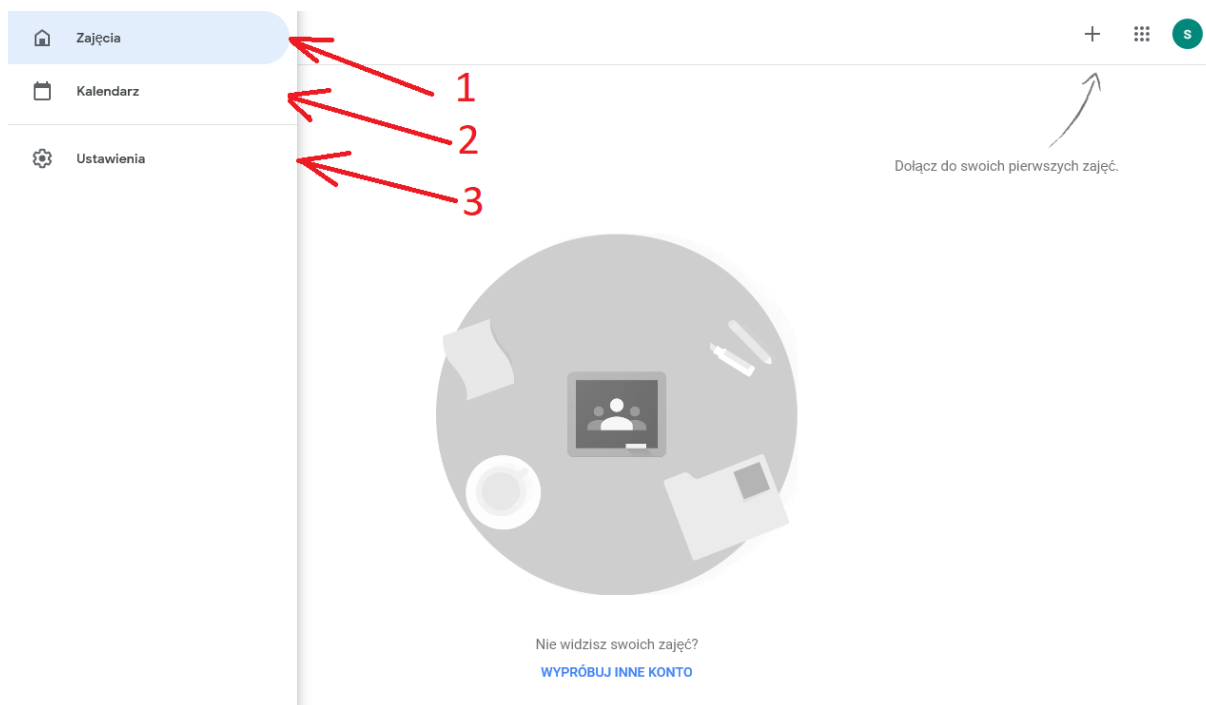 Zajęcia
1
Kalendarz
2
Ustawienia
3
S
Dołącz do swoich pierwszych zajęć.
Nie widzisz swoich zajęć?
WYPRÓBUJ INNE KONTO